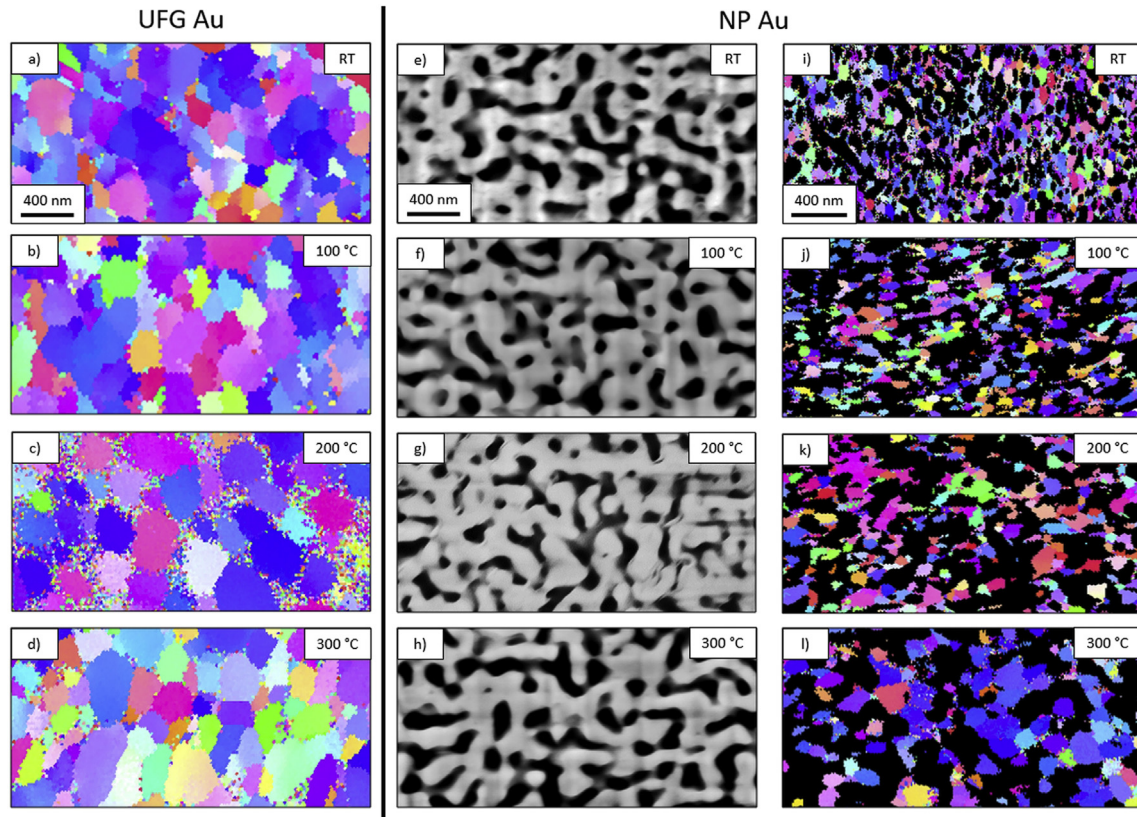 UFG Au
NP Au
a)
RT
400 nm
b)
100 °C
c)
200 °C
d)
300 °C
e)
RT
400 nm
f)
100 °C
g)
200 °C
h)
300 °C
i)
RT
400 nm
j)
100 °C
k)
200 °C
l)
300 °C